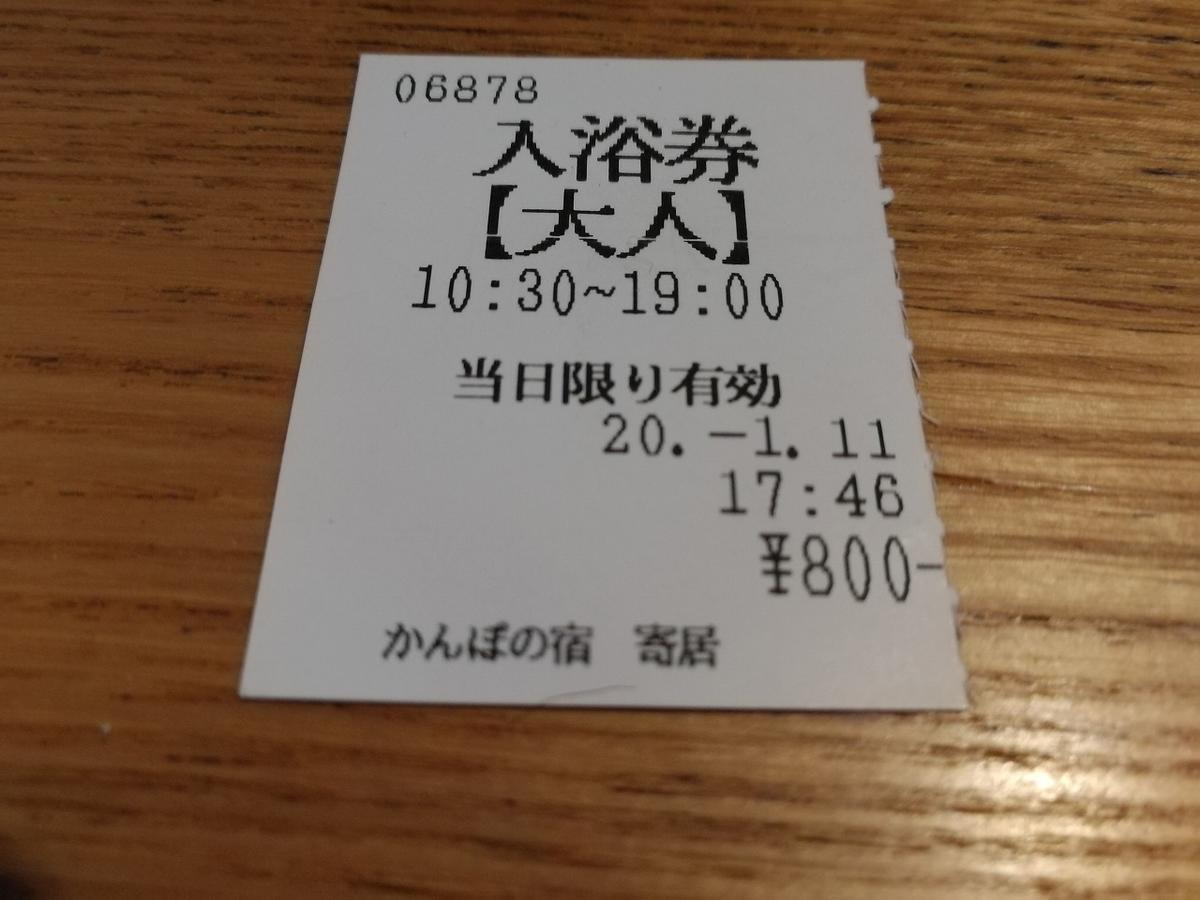 06878
入浴券
【大人】
10:30~19:00
当日限り有効
20.-1.11
17:46
¥800-
かんぽの宿 寄居